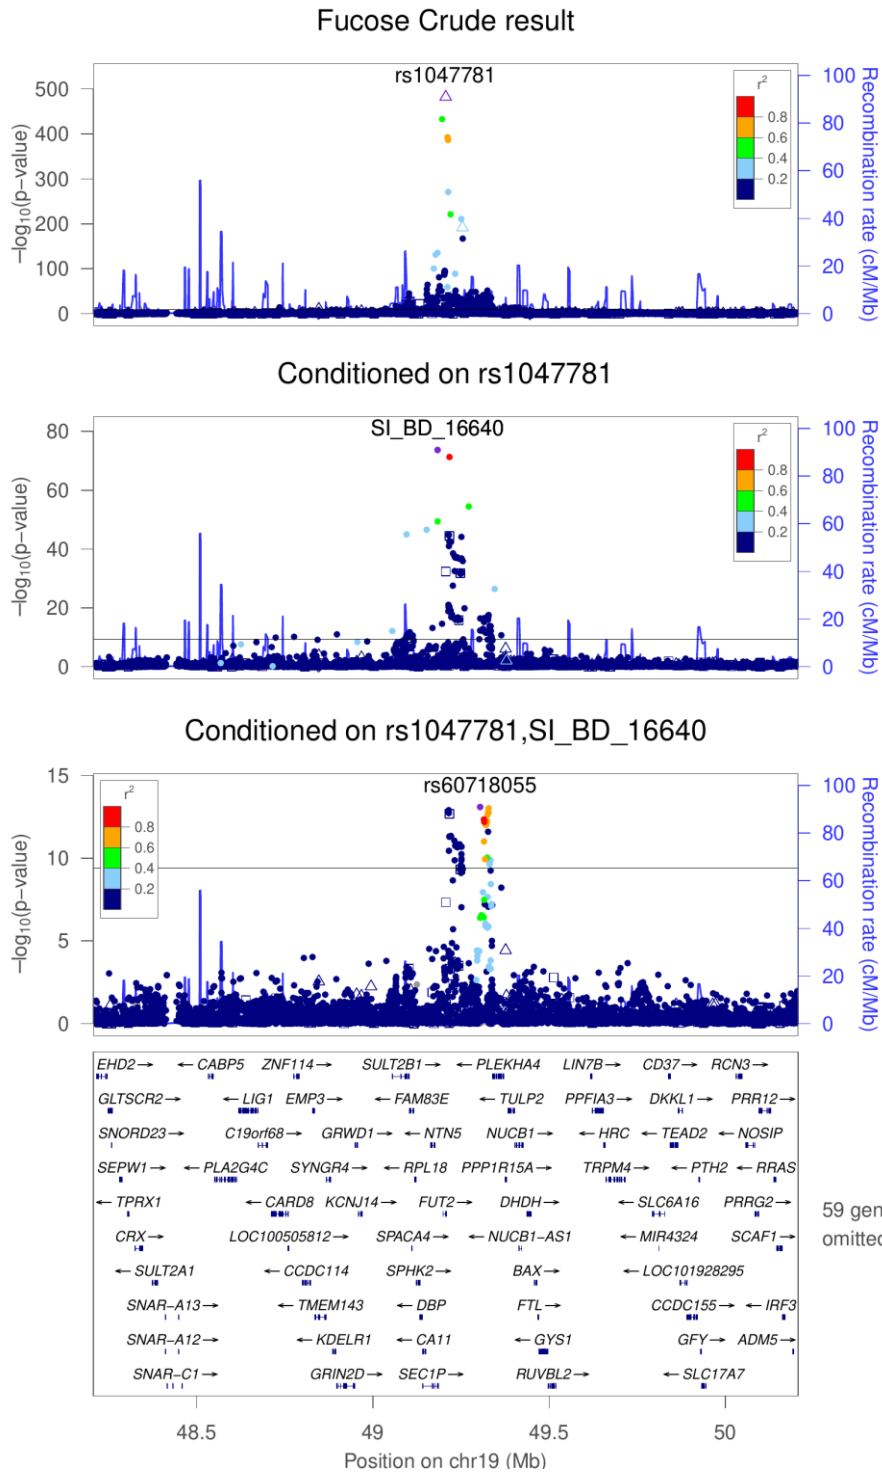 Fucose Crude result
rs1047781
r²
0.8
0.6
0.4
0.2
500
400
300
200
100
0
−log10(p−value)
100
80
60
40
20
0
Recombination rate (cM/Mb)
Conditioned on rs1047781
SI_BD_16640
r²
0.8
0.6
0.4
0.2
80
60
40
20
0
−log10(p−value)
100
80
60
40
20
0
Recombination rate (cM/Mb)
Conditioned on rs1047781,SI_BD_16640
rs60718055
r²
0.8
0.6
0.4
0.2
15
10
5
0
−log10(p−value)
100
80
60
40
20
0
Recombination rate (cM/Mb)
EHD2→ ←CABP5 ZNF114→ SULT2B1→ ←PLEKHA4 LIN7B→ CD37→ RCN3→
GLTSCR2→ ←LIG1 EMP3→ ←FAM83E ←TULP2 PPFIA3→ DKKL1→ PRR12→
SNORD23→ C19orf68→ GRWD1→ ←NTN5 NUCB1→ ←HRC ←TEAD2 ←NOSIP
SEPW1→ ←PLA2G4C SYNGR4→ ←RPL18 PPP1R15A→ TRPM4→ ←PTH2 ←RRAS
←TPRX1 ←CARD8 KCNJ14→ FUT2→ DHDH→ ←SLC6A16 PRRG2→
CRX→ LOC100505812→ SPACA4→ ←NUCB1−AS1 ←MIR4324 SCAF1→
←SULT2A1 ←CCDC114 SPHK2→ BAX→ ←LOC101928295
SNAR−A13→ ←TMEM143 ←DBP FTL→ CCDC155→ ←IRF3
SNAR−A12→ ←KDELR1 ←CA11 ←GYS1 GFY→ ADM5→
SNAR−C1→ GRIN2D→ SEC1P→ RUVBL2→ ←SLC17A7
59 gen
omitted
48.5 49 49.5 50
Position on chr19 (Mb)